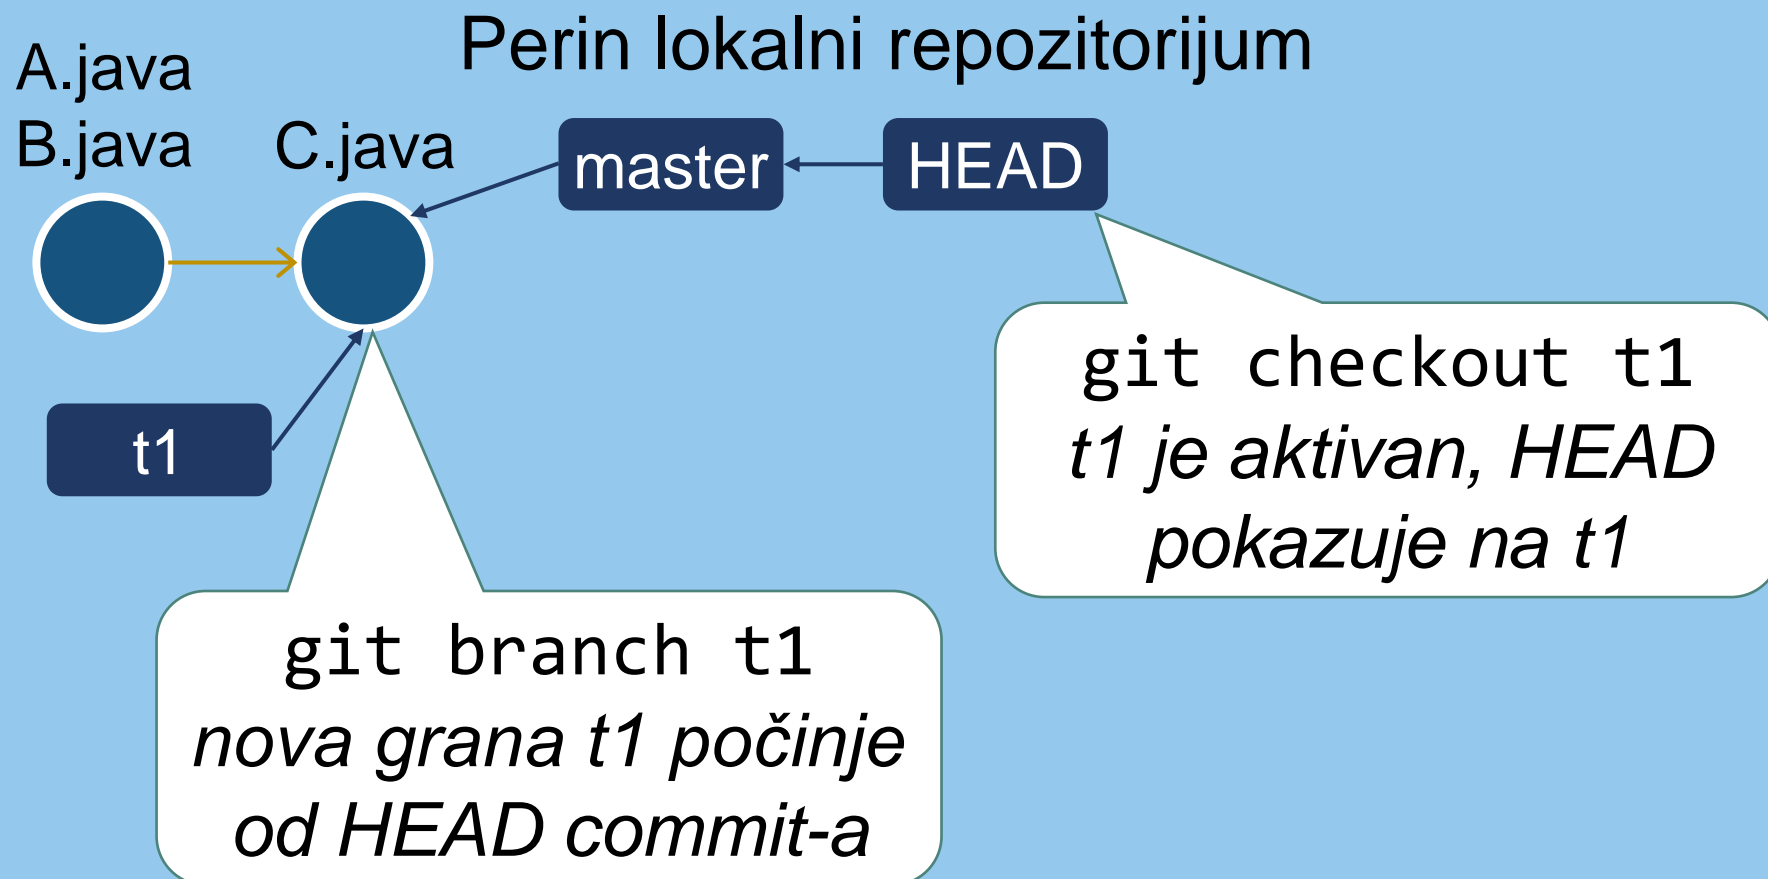 Perin lokalni repozitorijum
A.java
B.java
C.java
master
HEAD
t1
git checkout t1
t1 je aktivan, HEAD
pokazuje na t1
git branch t1
nova grana t1 počinje
od HEAD commit-a